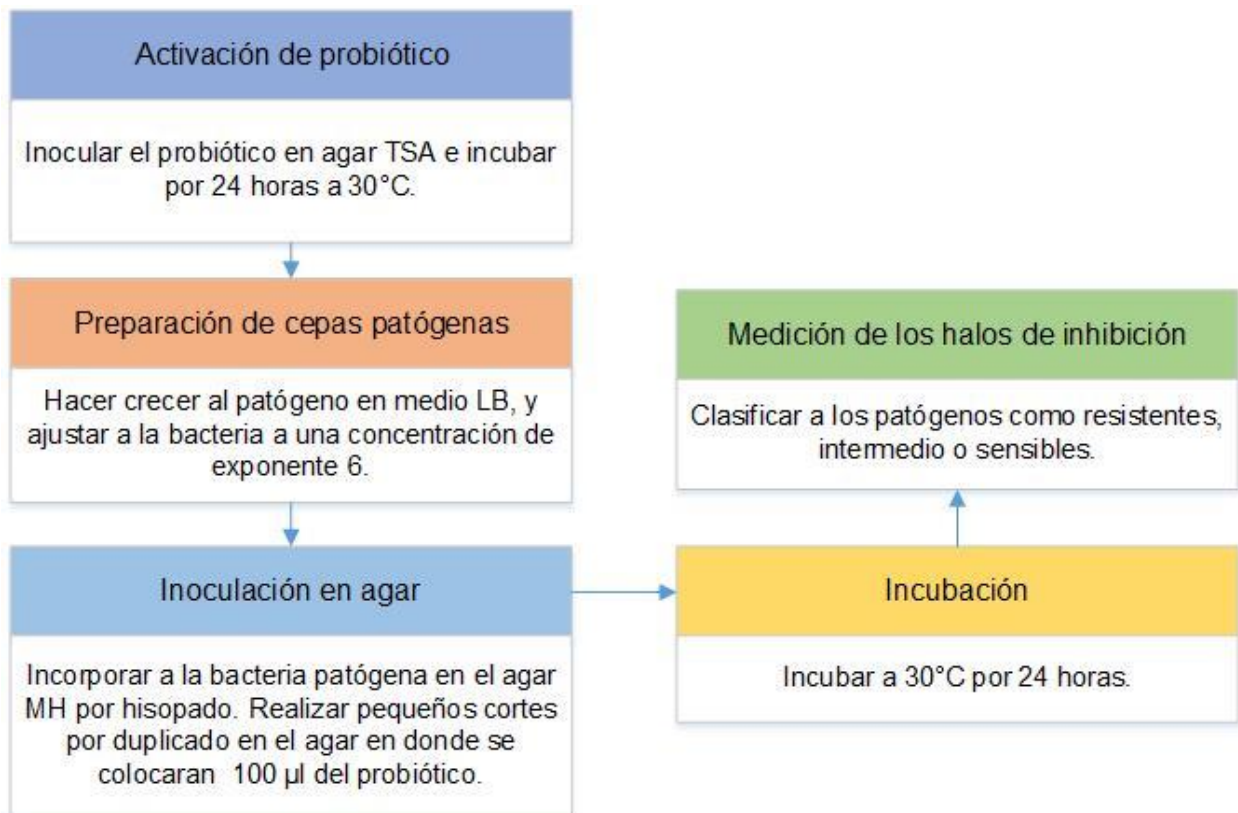 Activación de probiótico
Inocular el probiótico en agar TSA e incubar
por 24 horas a 30°C.
Preparación de cepas patógenas
Hacer crecer al patógeno en medio LB, y
ajustar a la bacteria a una concentración de
exponente 6.
Inoculación en agar
Incorporar a la bacteria patógena en el agar
MH por hisopado. Realizar pequeños cortes
por duplicado en el agar en donde se
colocaran 100 µl del probiótico.
Incubación
Incubar a 30°C por 24 horas.
Medición de los halos de inhibición
Clasificar a los patógenos como resistentes,
intermedio o sensibles.